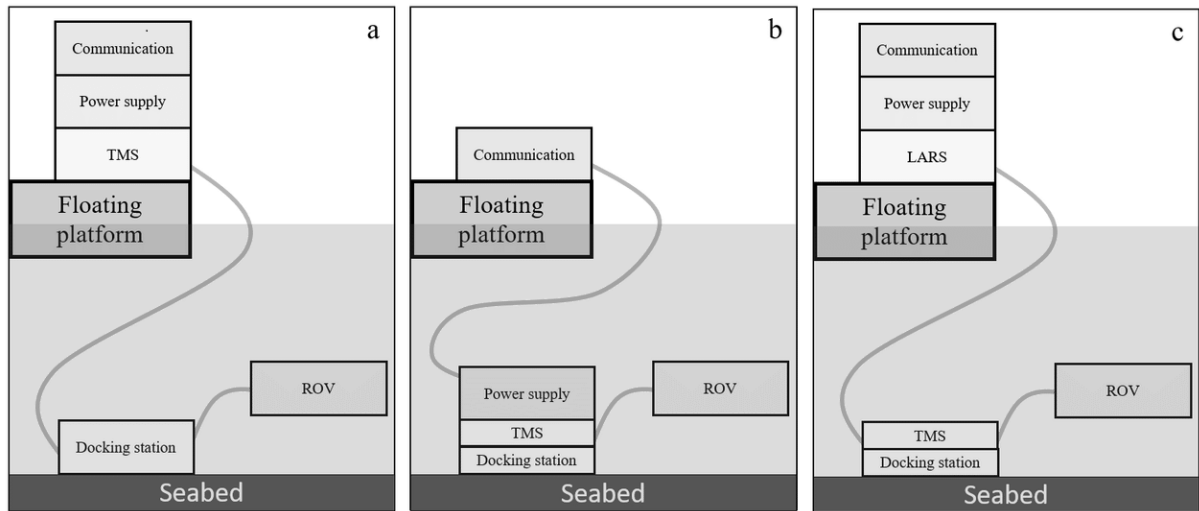 a
Communication
Power supply
TMS
Floating
platform
ROV
Docking station
Seabed
b
Communication
Floating
platform
Power supply
ROV
TMS
Docking station
Seabed
c
Communication
Power supply
LARS
Floating
platform
ROV
TMS
Docking station
Seabed